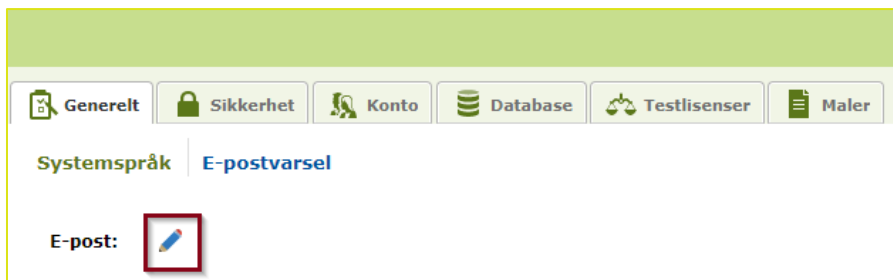 Generelt Sikkerhet Konto Database Testlisenser Maler
Systemspråk E-postvarsel
E-post: